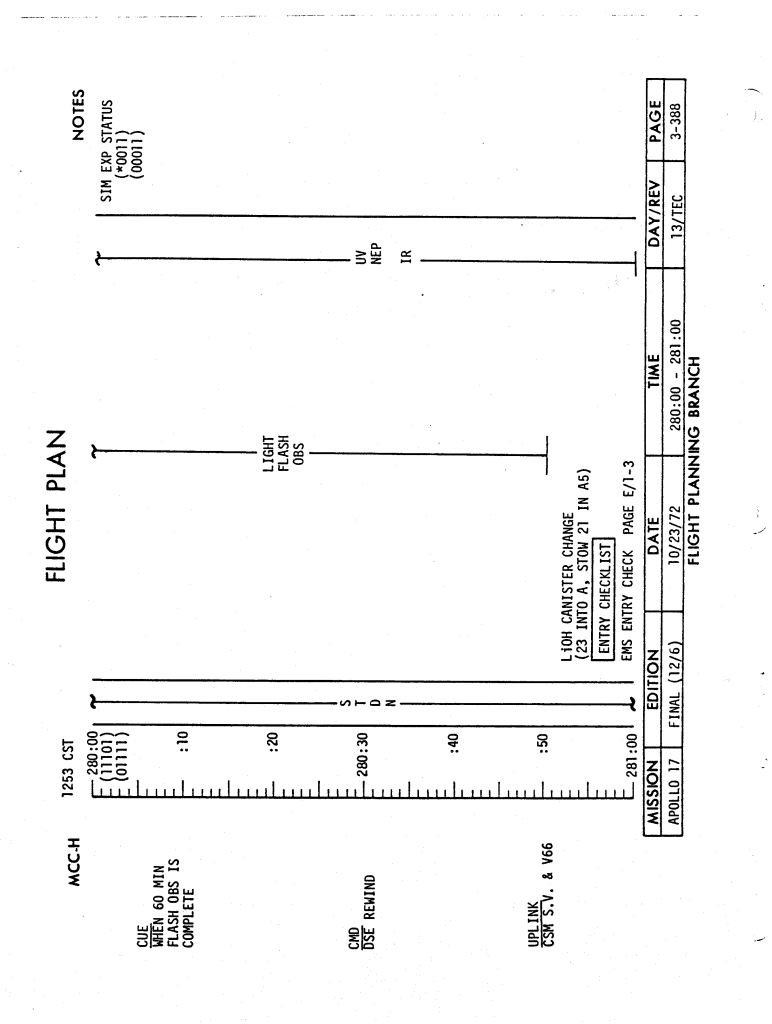 FLIGHT PLAN
MCC-H
1253 CST
NOTES
280:00
(11101)
(01111)
SIM EXP STATUS
(*0011)
(00011)
CUE
WHEN 60 MIN
FLASH OBS IS
COMPLETE
:10
:20
LIGHT
FLASH
OBS
S
T
D
N
UV
NEP
IR
CMD
DSE REWIND
280:30
:40
UPLINK
CSM S.V. & V66
:50
LiOH CANISTER CHANGE
(23 INTO A, STOW 21 IN A5)
ENTRY CHECKLIST
EMS ENTRY CHECK PAGE E/1-3
281:00
MISSION EDITION DATE TIME DAY/REV PAGE
APOLLO 17 FINAL (12/6) 10/23/72 280:00 - 281:00 13/TEC 3-388
FLIGHT PLANNING BRANCH